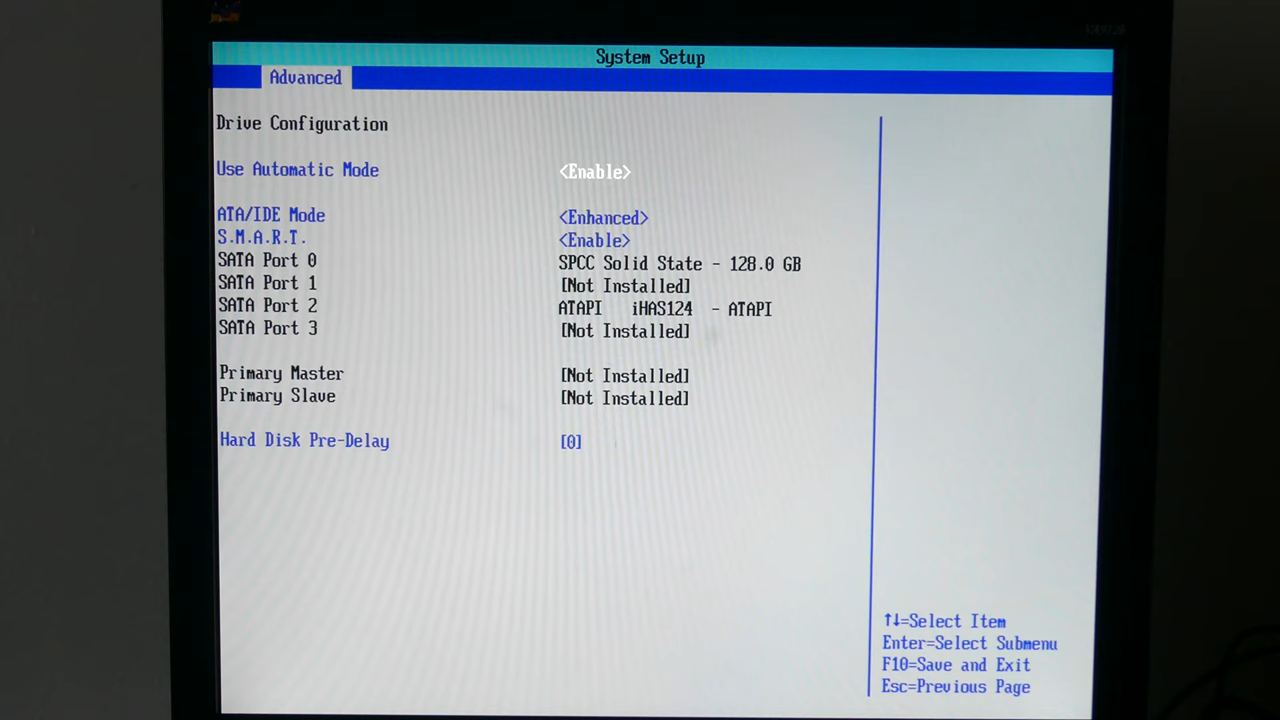 System Setup
Advanced
Drive Configuration
Use Automatic Mode <Enable>
ATA/IDE Mode <Enhanced>
S.M.A.R.T. <Enable>
SATA Port 0 SPCC Solid State - 128.0 GB
SATA Port 1 [Not Installed]
SATA Port 2 ATAPI iHAS124 - ATAPI
SATA Port 3 [Not Installed]
Primary Master [Not Installed]
Primary Slave [Not Installed]
Hard Disk Pre-Delay [0]
↑↓=Select Item
Enter=Select Submenu
F10=Save and Exit
Esc=Previous Page